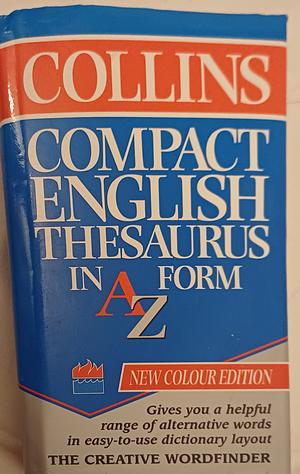 COLLINS
COMPACT
ENGLISH
THESAURUS
IN AZ FORM
NEW COLOUR EDITION
Gives you a helpful
range of alternative words
in easy-to-use dictionary layout
THE CREATIVE WORDFINDER